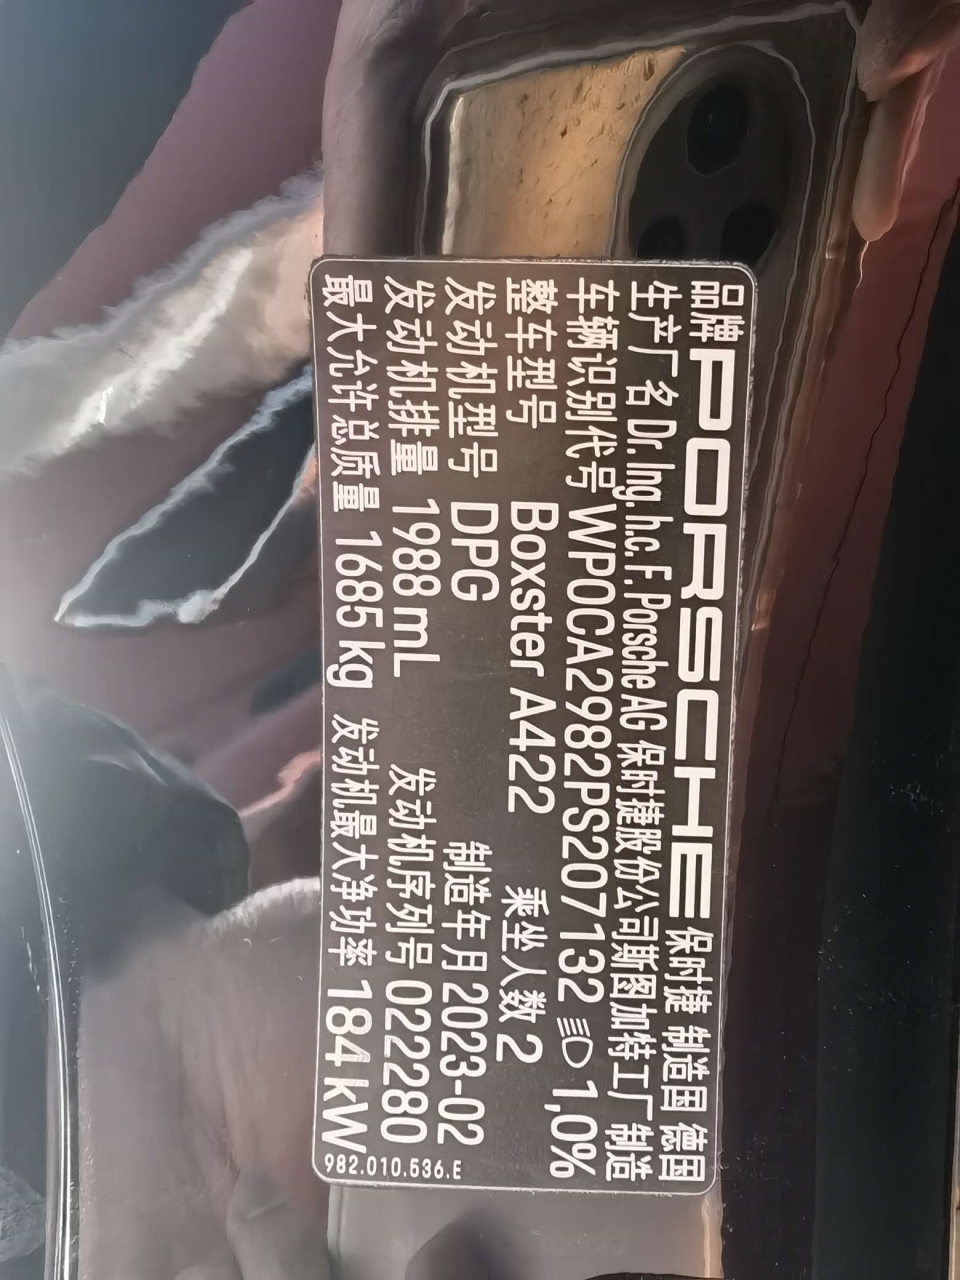 品牌 PORSCHE 保时捷 制造国 德国
生产厂名 Dr. Ing. h.c. F. Porsche AG 保时捷股份公司斯图加特工厂制造
车辆识别代号 WP0CA2982PS207132 1,0%
整车型号 Boxster A422 乘坐人数 2
发动机型号 DPG 制造年月 2023-02
发动机排量 1988 mL 发动机序列号 022280
最大允许总质量 1685 kg 发动机最大净功率 184 kW
982.010.536.E